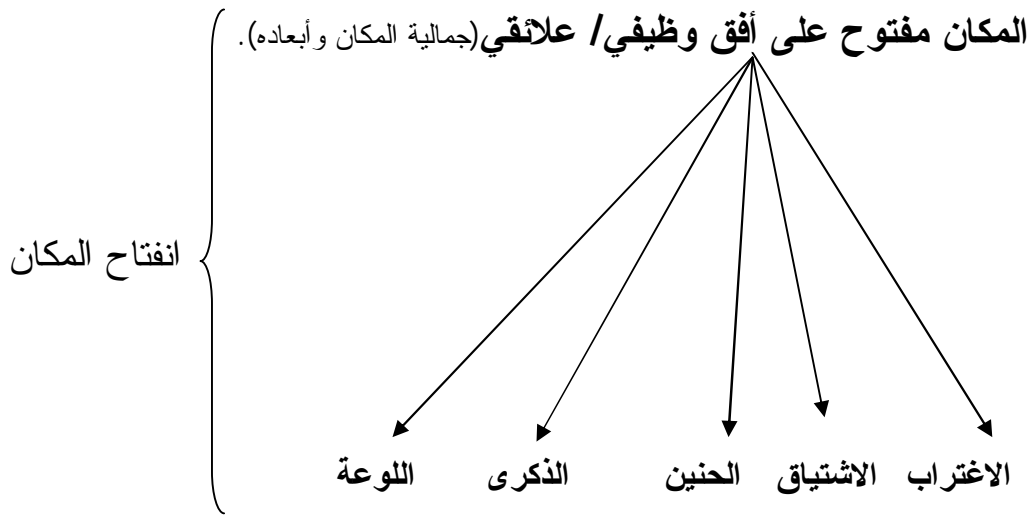 المكان مفتوح على أفق وظيفي/ علائقي(جمالية المكان وأبعاده).
انفتاح المكان
الاغتراب الاشتياق الحنين الذكرى اللوعة